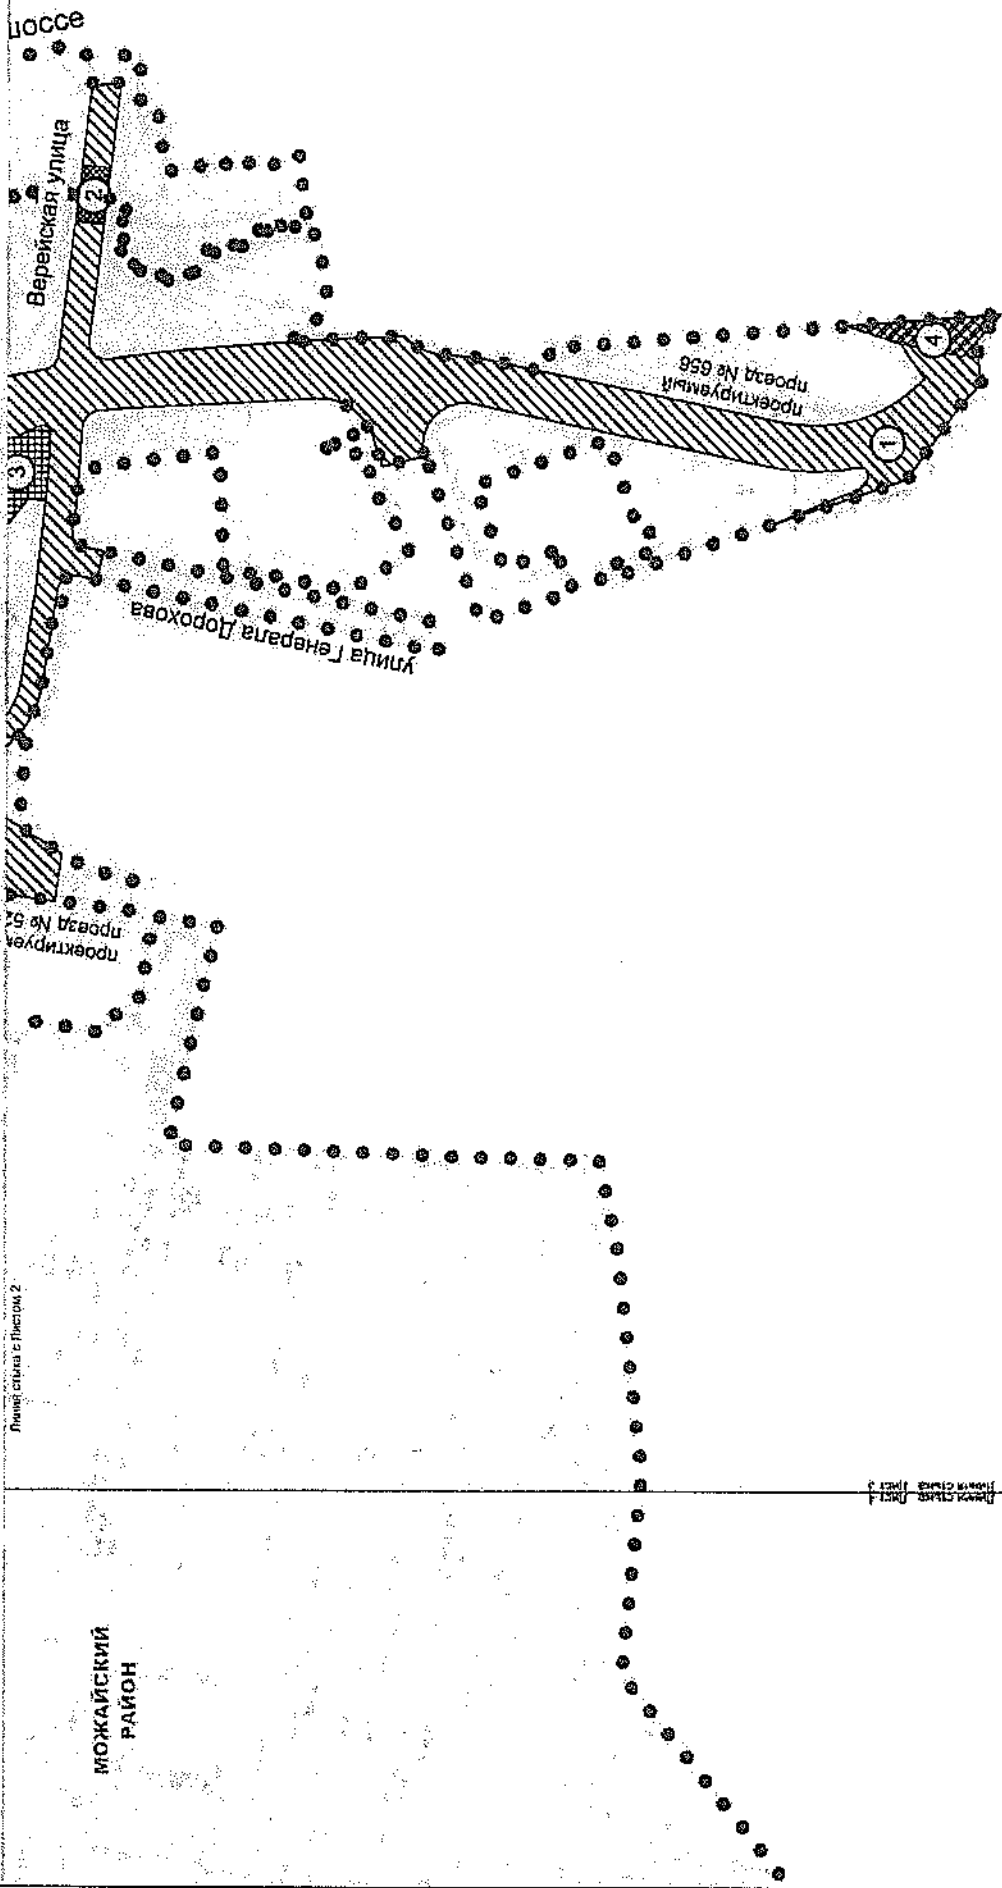 шоссе
Верейская улица
2
3
4
1
проектируемый
проезд № 656
улица Генерала Дорохова
проектируе
проезд № 52
Линия стыка с Листом 2
МОЖАЙСКИЙ
РАЙОН